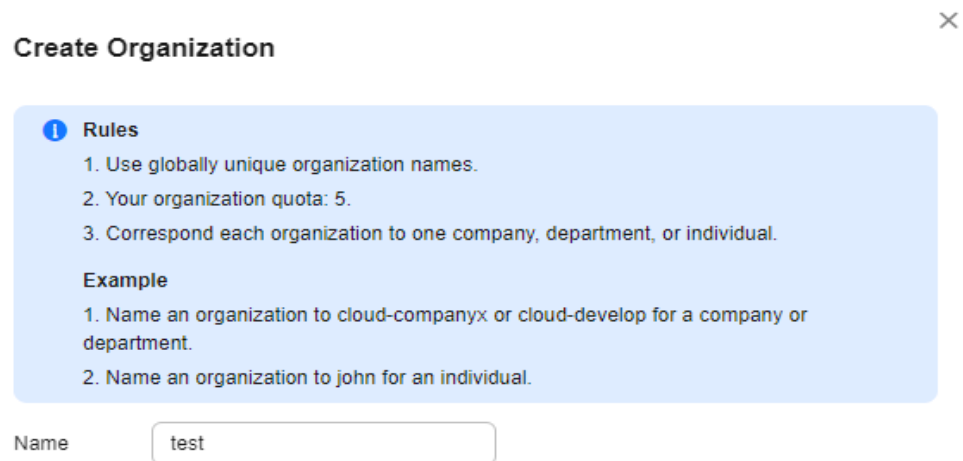 Create Organization
Rules
1. Use globally unique organization names.
2. Your organization quota: 5.
3. Correspond each organization to one company, department, or individual.
Example
1. Name an organization to cloud-companyx or cloud-develop for a company or
department.
2. Name an organization to john for an individual.
Name test